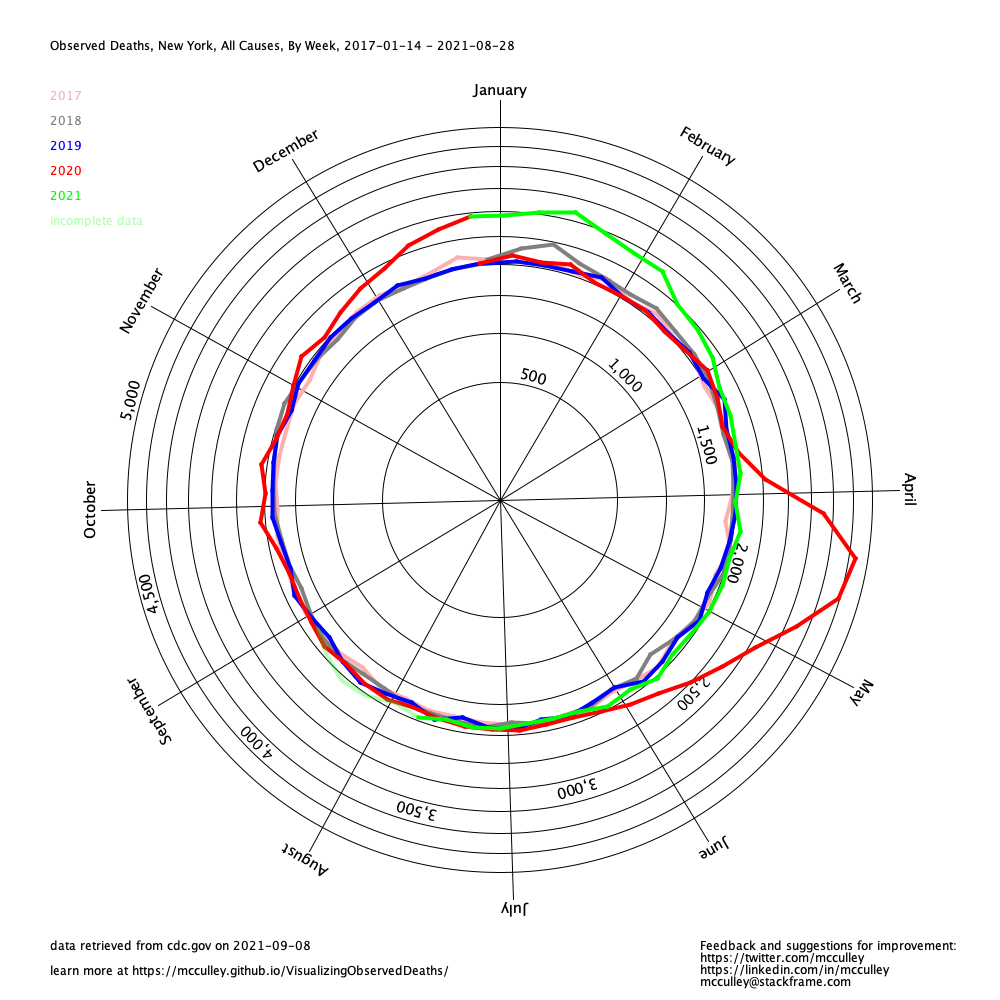 Observed Deaths, New York, All Causes, By Week, 2017-01-14 - 2021-08-28
2017
2018
2019
2020
2021
incomplete data
January
February
March
April
May
June
July
August
September
October
November
December
500
1,000
1,500
2,000
2,500
3,000
3,500
4,000
4,500
5,000
data retrieved from cdc.gov on 2021-09-08
learn more at https://mcculley.github.io/VisualizingObservedDeaths/
Feedback and suggestions for improvement:
https://twitter.com/mcculley
https://linkedin.com/in/mcculley
mcculley@stackframe.com